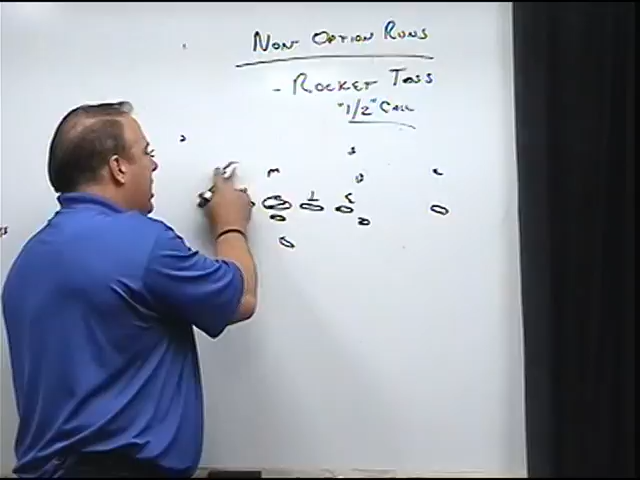 NON OPTION RUNS
- ROCKET TOSS
"1/2" CALL
S
M
B
C
T
E